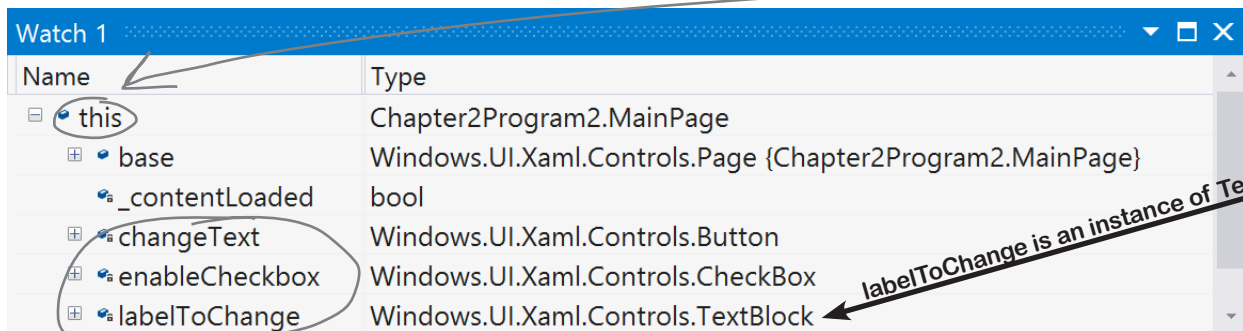 Watch 1
Name Type
this Chapter2Program2.MainPage
base Windows.UI.Xaml.Controls.Page {Chapter2Program2.MainPage}
_contentLoaded bool
changeText Windows.UI.Xaml.Controls.Button
enableCheckbox Windows.UI.Xaml.Controls.CheckBox
labelToChange Windows.UI.Xaml.Controls.TextBlock
labelToChange is an instance of